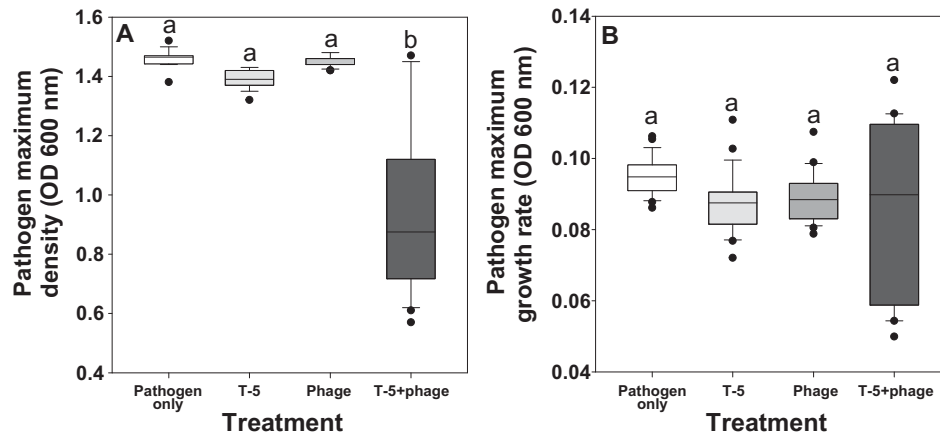 A
Pathogen maximum
density (OD 600 nm)
1.6
1.4
1.2
1.0
0.8
0.6
0.4
a
a
a
b
Pathogen
only
T-5
Phage
T-5+phage
Treatment
B
Pathogen maximum
growth rate (OD 600 nm)
0.14
0.12
0.10
0.08
0.06
0.04
a
a
a
a
Pathogen
only
T-5
Phage
T-5+phage
Treatment